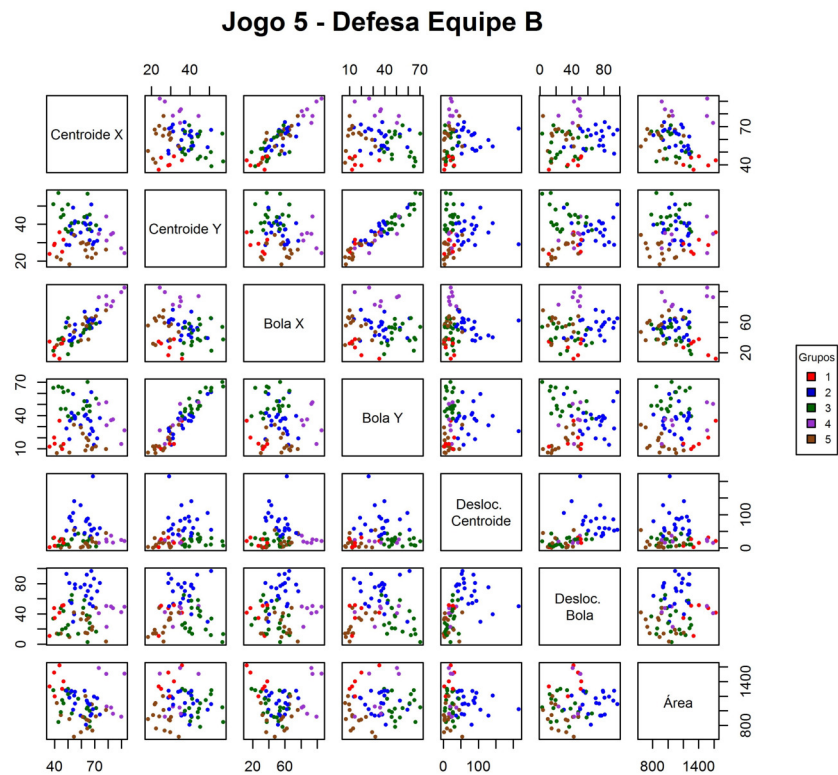 Jogo 5 - Defesa Equipe B
20 40
10 40 70
0 40 80
Centroide X
40 70
20 40
Centroide Y
Bola X
20 60
10 40 70
Bola Y
Desloc.
Centroide
0 100
0 40 80
Desloc.
Bola
Área
800 1400
40 70
20 60
0 100
800 1400
Grupos
1
2
3
4
5